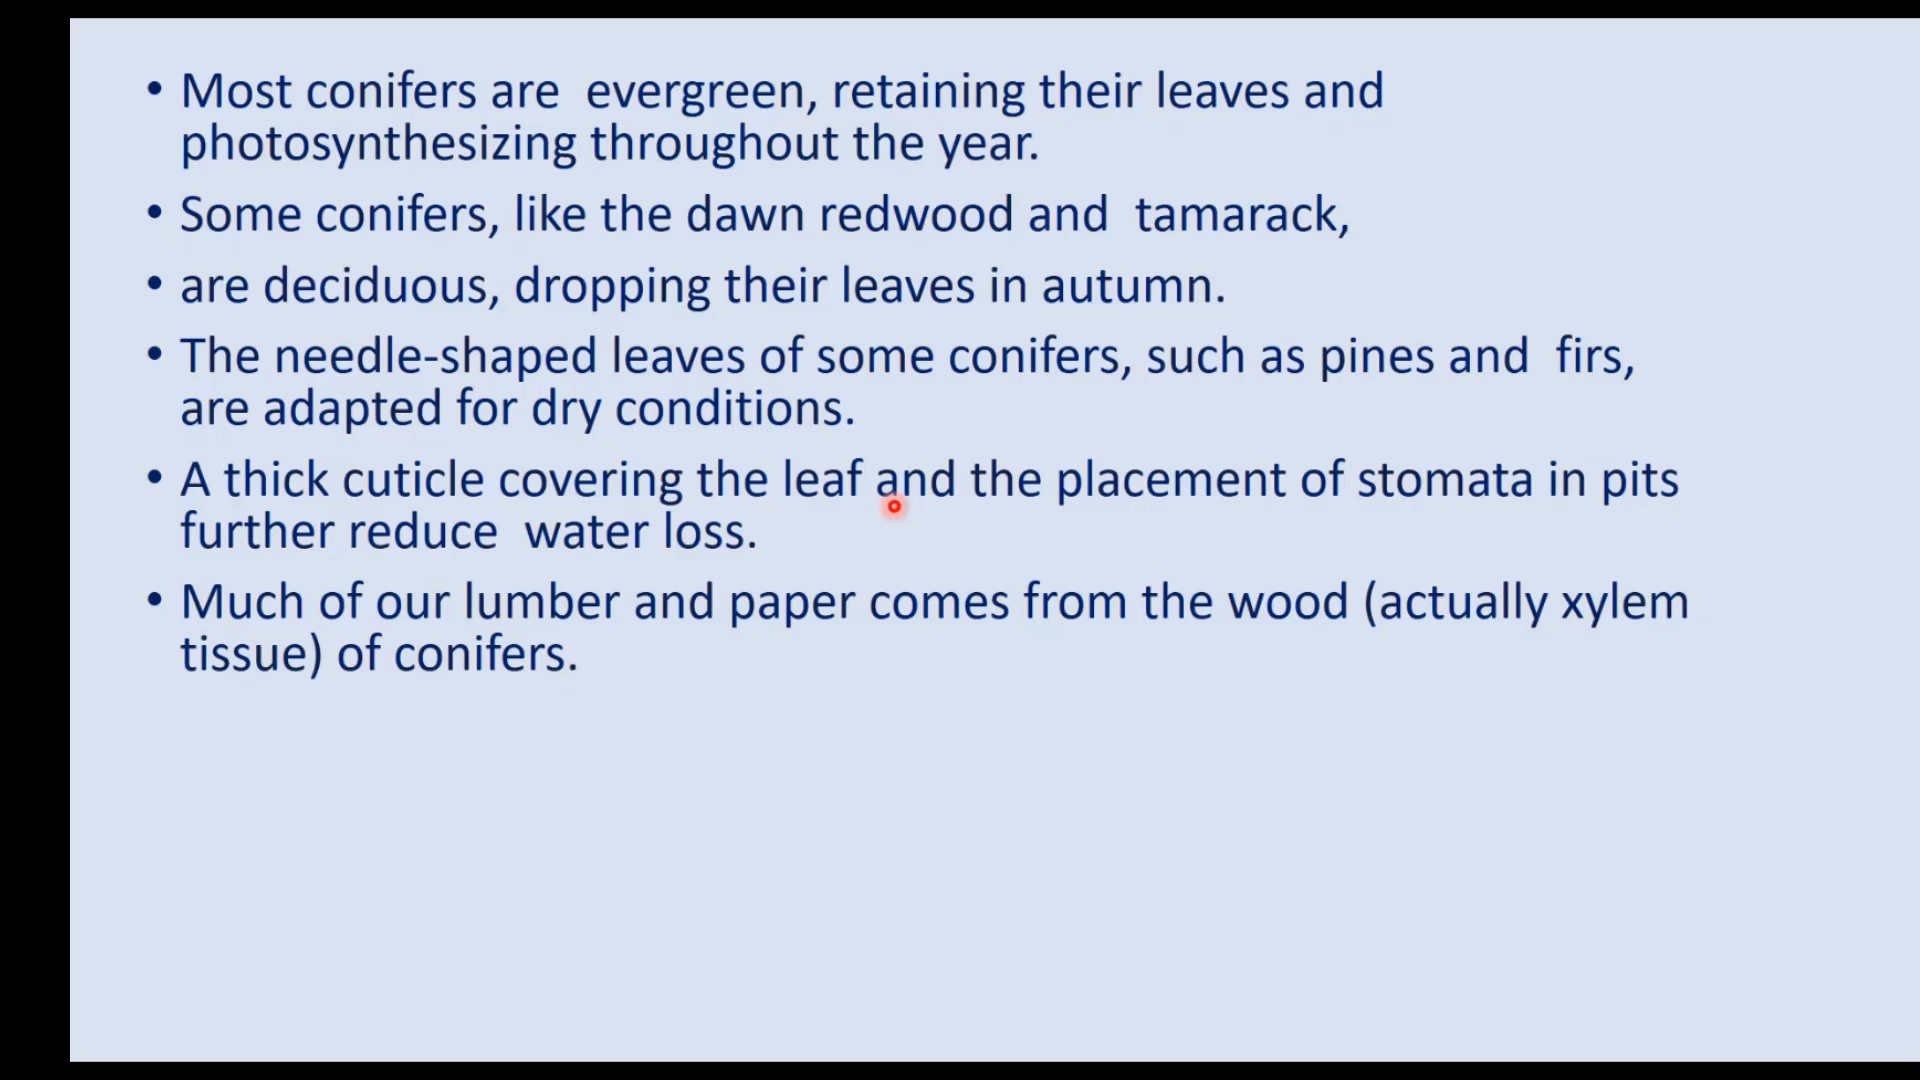 • Most conifers are  evergreen, retaining their leaves and
photosynthesizing throughout the year.
• Some conifers, like the dawn redwood and  tamarack,
• are deciduous, dropping their leaves in autumn.
• The needle-shaped leaves of some conifers, such as pines and  firs,
are adapted for dry conditions.
• A thick cuticle covering the leaf and the placement of stomata in pits
further reduce  water loss.
• Much of our lumber and paper comes from the wood (actually xylem
tissue) of conifers.